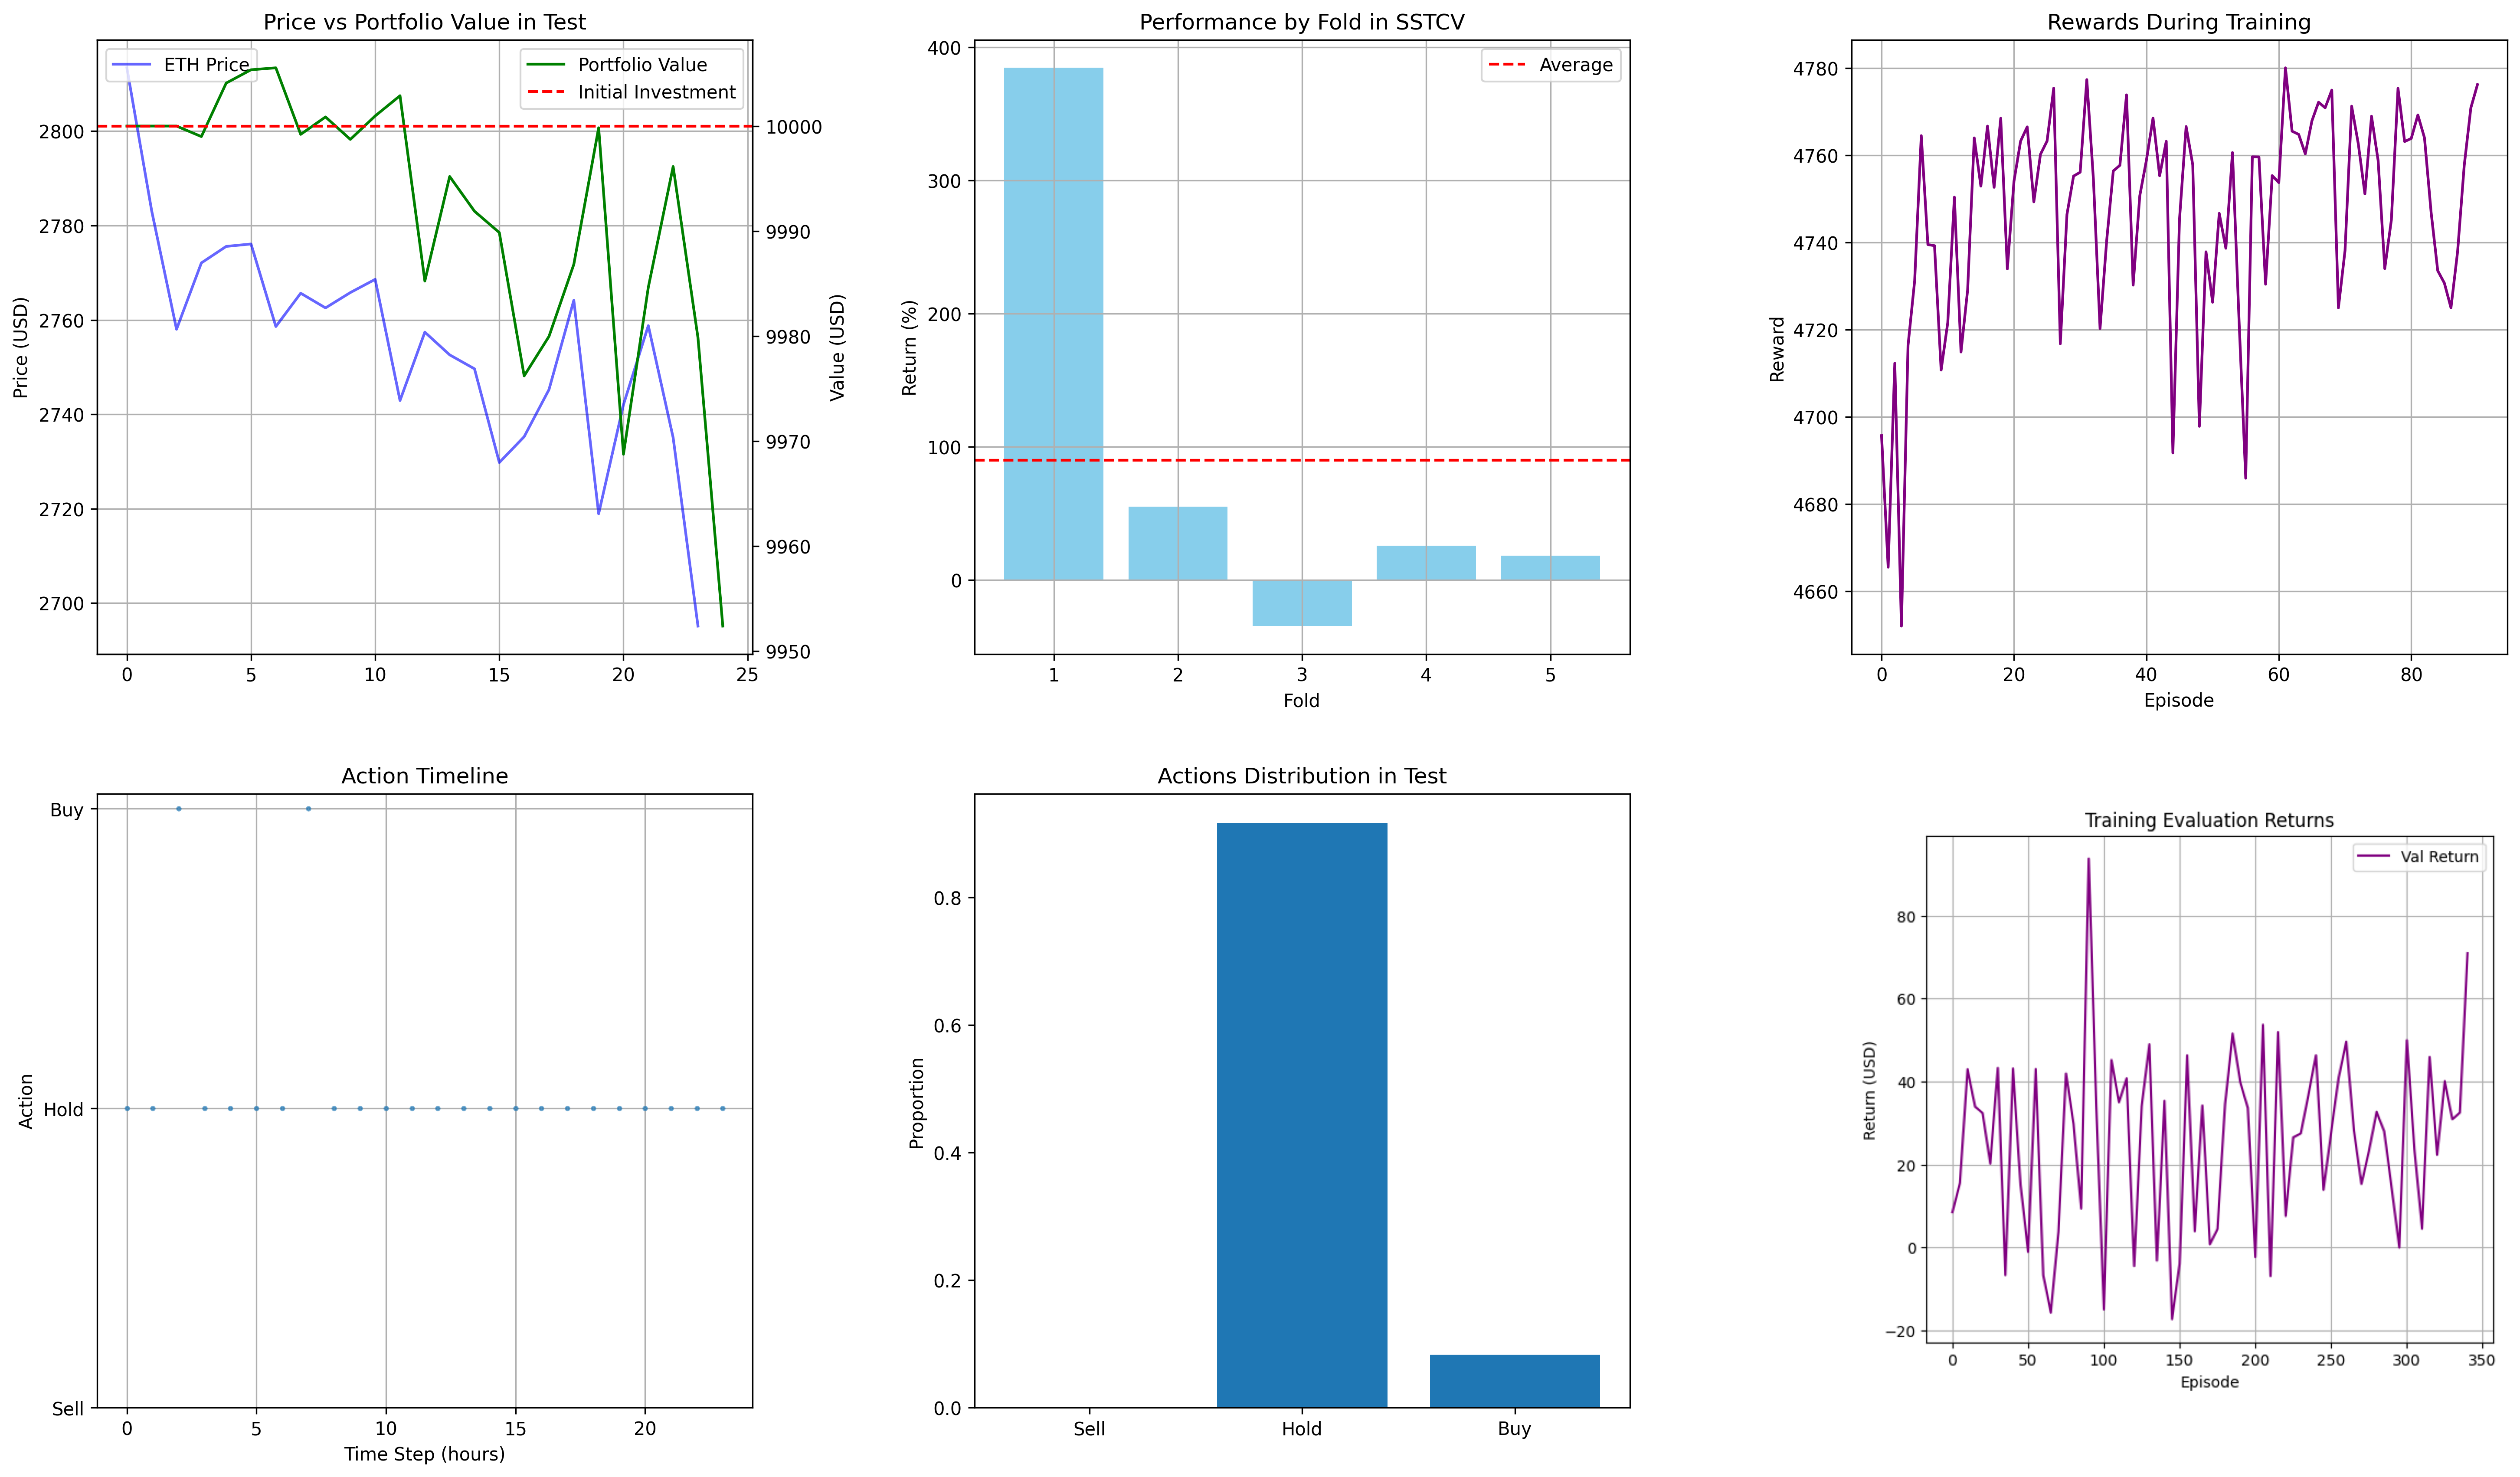 Price vs Portfolio Value in Test
ETH Price
Portfolio Value
Initial Investment
Price (USD)
2800
2780
2760
2740
2720
2700
0
5
10
15
20
25
10000
9990
9980
9970
9960
9950
Value (USD)
Performance by Fold in SSTCV
Average
Return (%)
400
300
200
100
0
1
2
3
4
5
Fold
Rewards During Training
Reward
4780
4760
4740
4720
4700
4680
4660
0
20
40
60
80
Episode
Action Timeline
Action
Buy
Hold
Sell
0
5
10
15
20
Time Step (hours)
Actions Distribution in Test
Proportion
0.8
0.6
0.4
0.2
0.0
Sell
Hold
Buy
Training Evaluation Returns
Val Return
Return (USD)
80
60
40
20
0
−20
0
50
100
150
200
250
300
350
Episode